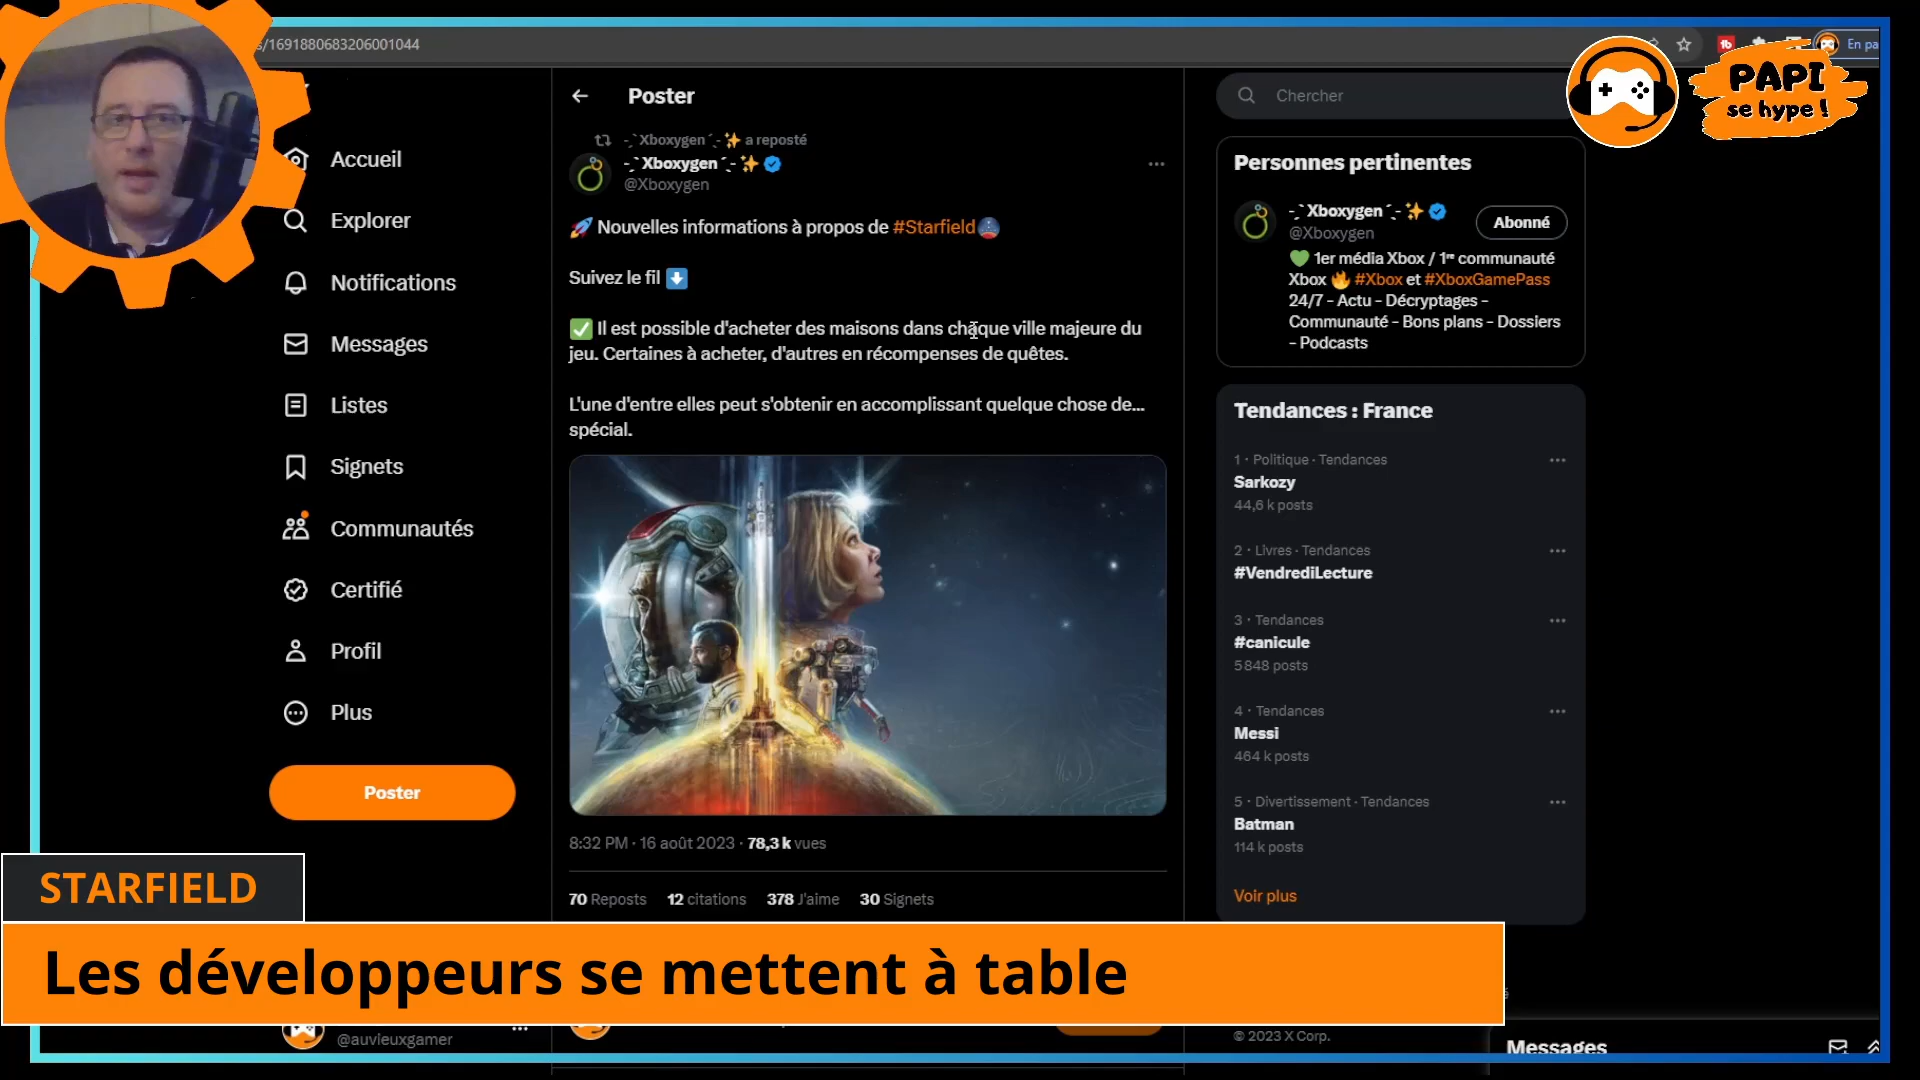 /1691880683206001044
En pa
PAPI
se hype !
Accueil
Explorer
Notifications
Messages
Listes
Signets
Communautés
Certifié
Profil
Plus
Poster
Poster
-ˏˋXboxygenˊˎ-✨ a reposté
-ˏˋXboxygenˊˎ-✨
@Xboxygen
🚀 Nouvelles informations à propos de #Starfield
Suivez le fil ⬇️
✅ Il est possible d'acheter des maisons dans chaque ville majeure du
jeu. Certaines à acheter, d'autres en récompenses de quêtes.
L'une d'entre elles peut s'obtenir en accomplissant quelque chose de...
spécial.
8:32 PM · 16 août 2023 · 78,3 k vues
70 Reposts 12 citations 378 J'aime 30 Signets
Chercher
Personnes pertinentes
-ˏˋXboxygenˊˎ-✨
@Xboxygen
Abonné
💚 1er média Xbox / 1ʳᵉ communauté
Xbox 🔥 #Xbox et #XboxGamePass
24/7 - Actu - Décryptages -
Communauté - Bons plans - Dossiers
- Podcasts
Tendances : France
1 · Politique · Tendances
Sarkozy
44,6 k posts
2 · Livres · Tendances
#VendrediLecture
3 · Tendances
#canicule
5 848 posts
4 · Tendances
Messi
464 k posts
5 · Divertissement · Tendances
Batman
114 k posts
Voir plus
STARFIELD
Les développeurs se mettent à table
@auvieuxgamer
© 2023 X Corp.
Messages